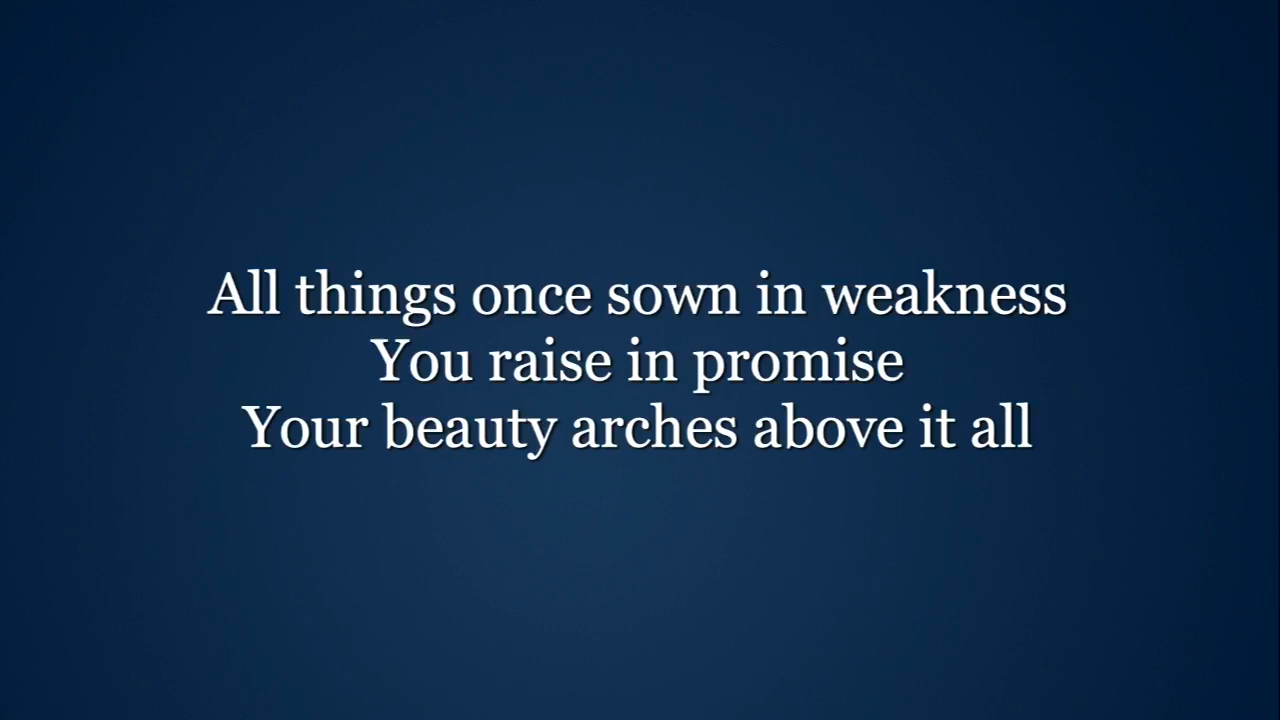 All things once sown in weakness
You raise in promise
Your beauty arches above it all